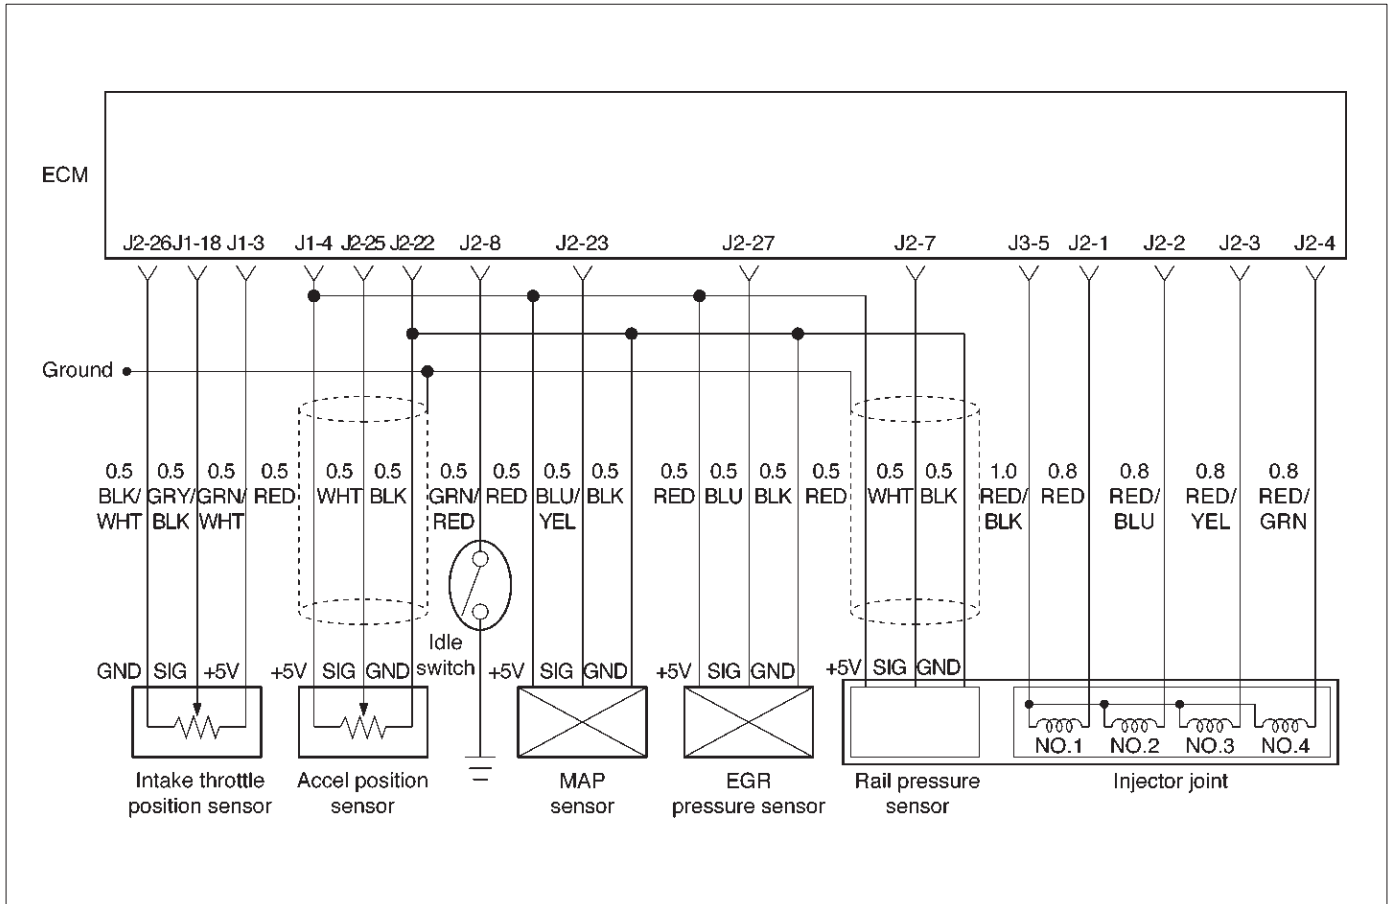 ECM
J2-26 J1-18 J1-3 J1-4 J2-25 J2-22 J2-8 J2-23 J2-27 J2-7 J3-5 J2-1 J2-2 J2-3 J2-4
Ground
0.5 0.5 0.5 0.5 0.5 0.5 0.5 0.5 0.5 0.5 0.5 0.5 0.5 0.5 0.5 0.5 1.0 0.8 0.8 0.8 0.8
BLK/ GRY/ GRN/ RED WHT BLK GRN/ RED BLU/ BLK RED BLU BLK RED WHT BLK RED/ RED RED/ RED/ RED/
WHT BLK WHT RED YEL BLK BLU YEL GRN
Idle
switch
GND SIG +5V +5V SIG GND +5V SIG GND +5V SIG GND +5V SIG GND
NO.1 NO.2 NO.3 NO.4
Intake throttle
position sensor
Accel position
sensor
MAP
sensor
EGR
pressure sensor
Rail pressure
sensor
Injector joint